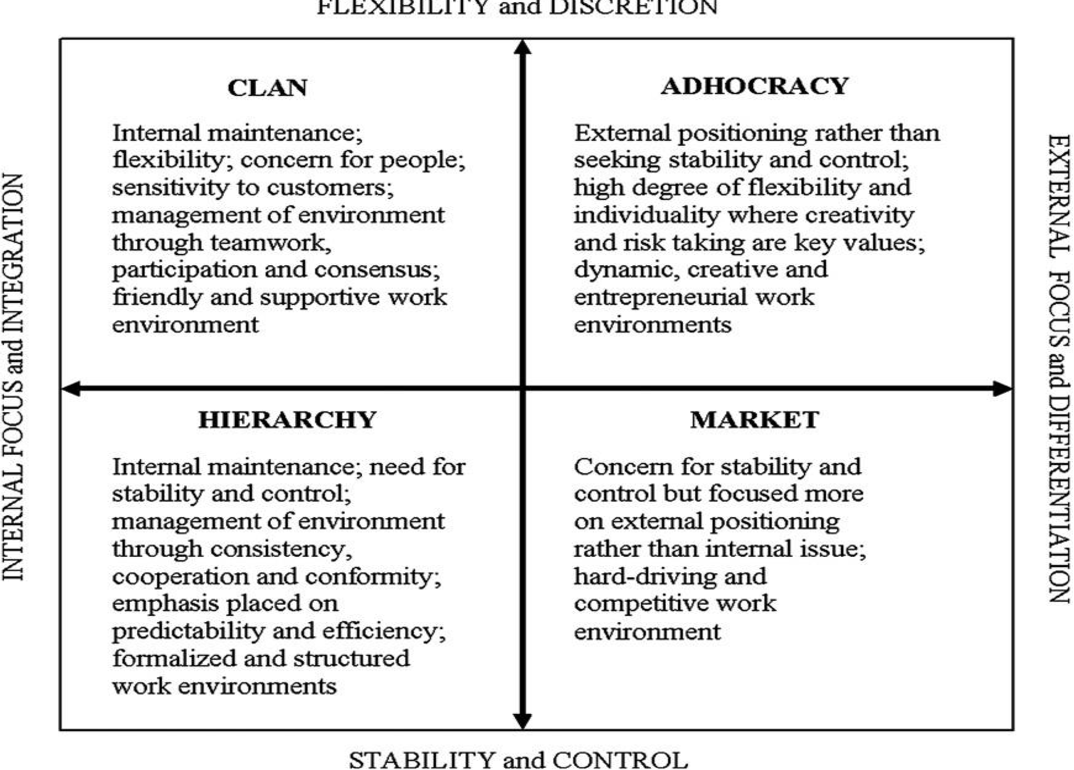 FLEXIBILITY and DISCRETION
INTERNAL FOCUS and INTEGRATION
CLAN
Internal maintenance;
flexibility; concern for people;
sensitivity to customers;
management of environment
through teamwork,
participation and consensus;
friendly and supportive work
environment
ADHOCRACY
External positioning rather than
seeking stability and control;
high degree of flexibility and
individuality where creativity
and risk taking are key values;
dynamic, creative and
entrepreneurial work
environments
EXTERNAL FOCUS and DIFFERENTIATION
HIERARCHY
Internal maintenance; need for
stability and control;
management of environment
through consistency,
cooperation and conformity;
emphasis placed on
predictability and efficiency;
formalized and structured
work environments
MARKET
Concern for stability and
control but focused more
on external positioning
rather than internal issue;
hard-driving and
competitive work
environment
STABILITY and CONTROL